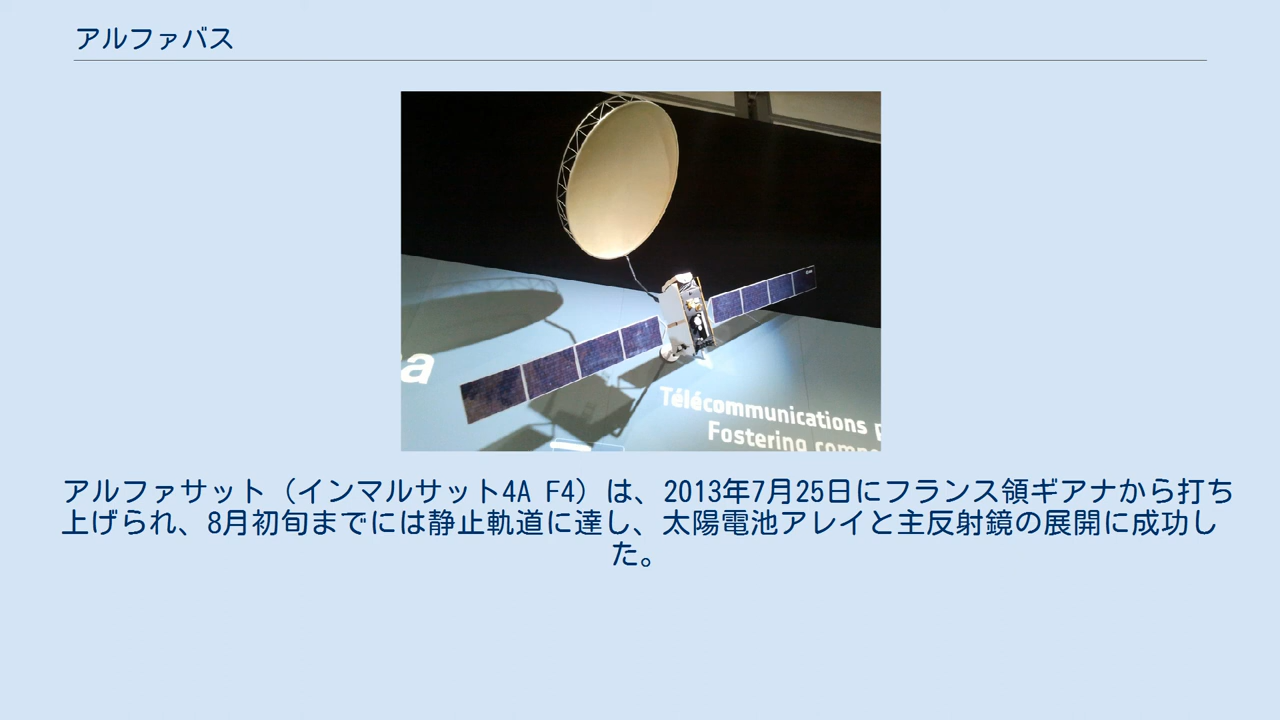 アルファバス
a
Télécommunications
Fostering
アルファサット（インマルサット4A F4）は、2013年7月25日にフランス領ギアナから打ち
上げられ、8月初旬までには静止軌道に達し、太陽電池アレイと主反射鏡の展開に成功し
た。